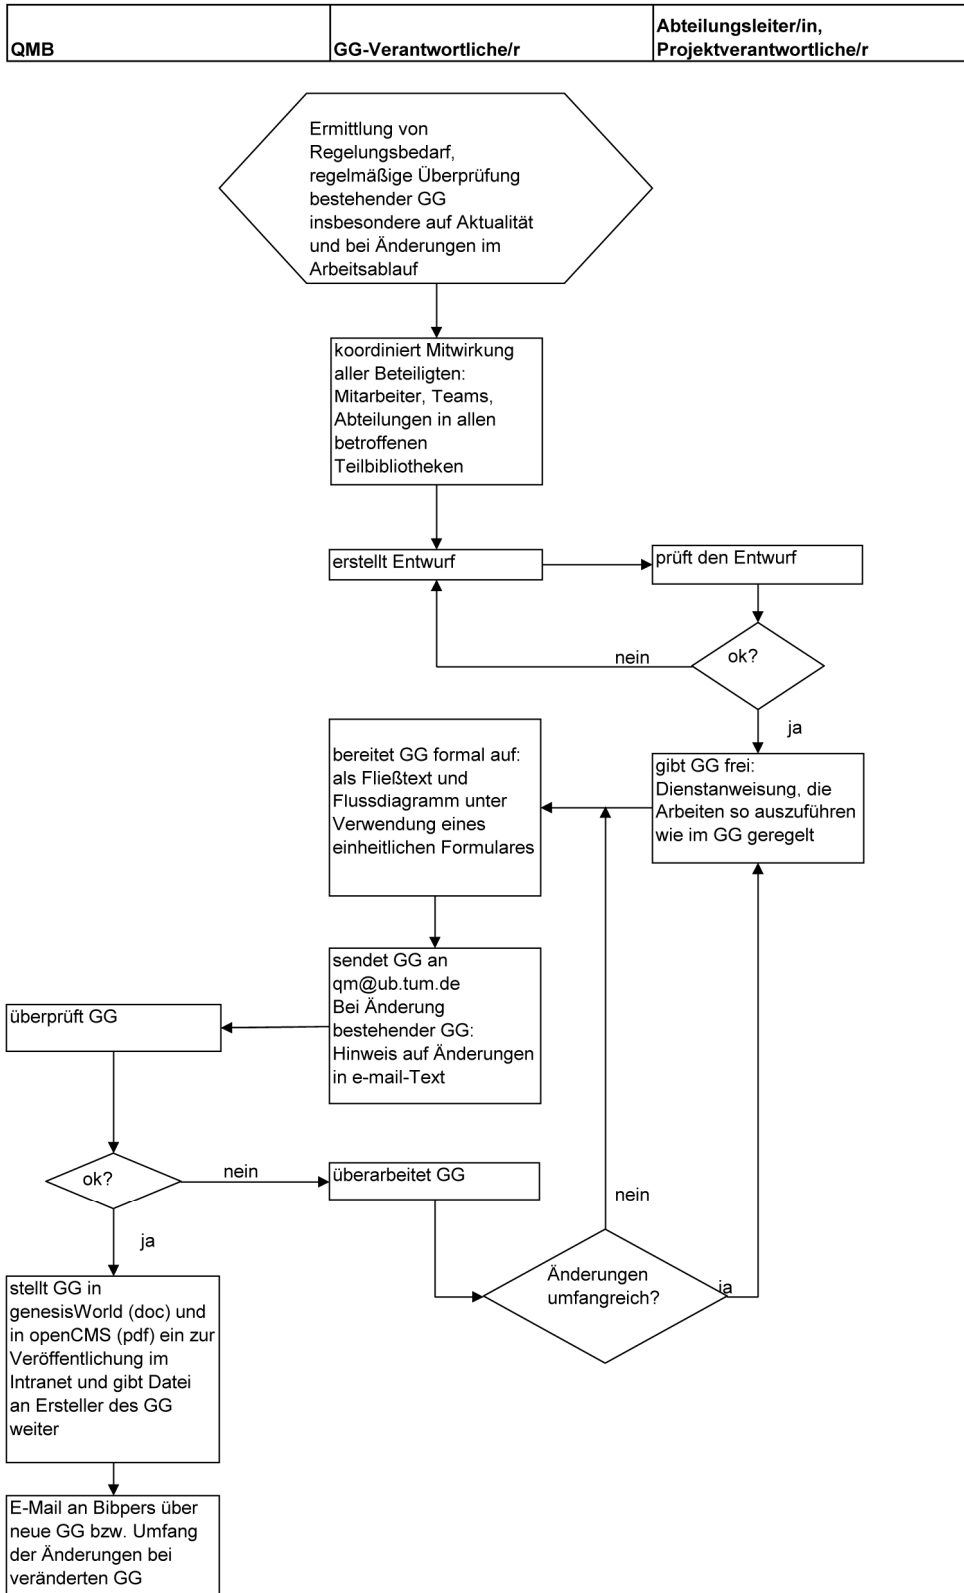 QMB
GG-Verantwortliche/r
Abteilungsleiter/in,
Projektverantwortliche/r
Ermittlung von
Regelungsbedarf,
regelmäßige Überprüfung
bestehender GG
insbesondere auf Aktualität
und bei Änderungen im
Arbeitsablauf
koordiniert Mitwirkung
aller Beteiligten:
Mitarbeiter, Teams,
Abteilungen in allen
betroffenen
Teilbibliotheken
erstellt Entwurf
prüft den Entwurf
ok?
nein
ja
gibt GG frei:
Dienstanweisung, die
Arbeiten so auszuführen
wie im GG geregelt
bereitet GG formal auf:
als Fließtext und
Flussdiagramm unter
Verwendung eines
einheitlichen Formulares
sendet GG an
qm@ub.tum.de
Bei Änderung
bestehender GG:
Hinweis auf Änderungen
in e-mail-Text
überprüft GG
ok?
nein
überarbeitet GG
nein
Änderungen
umfangreich?
ja
ja
stellt GG in
genesisWorld (doc) und
in openCMS (pdf) ein zur
Veröffentlichung im
Intranet und gibt Datei
an Ersteller des GG
weiter
E-Mail an Bibpers über
neue GG bzw. Umfang
der Änderungen bei
veränderten GG